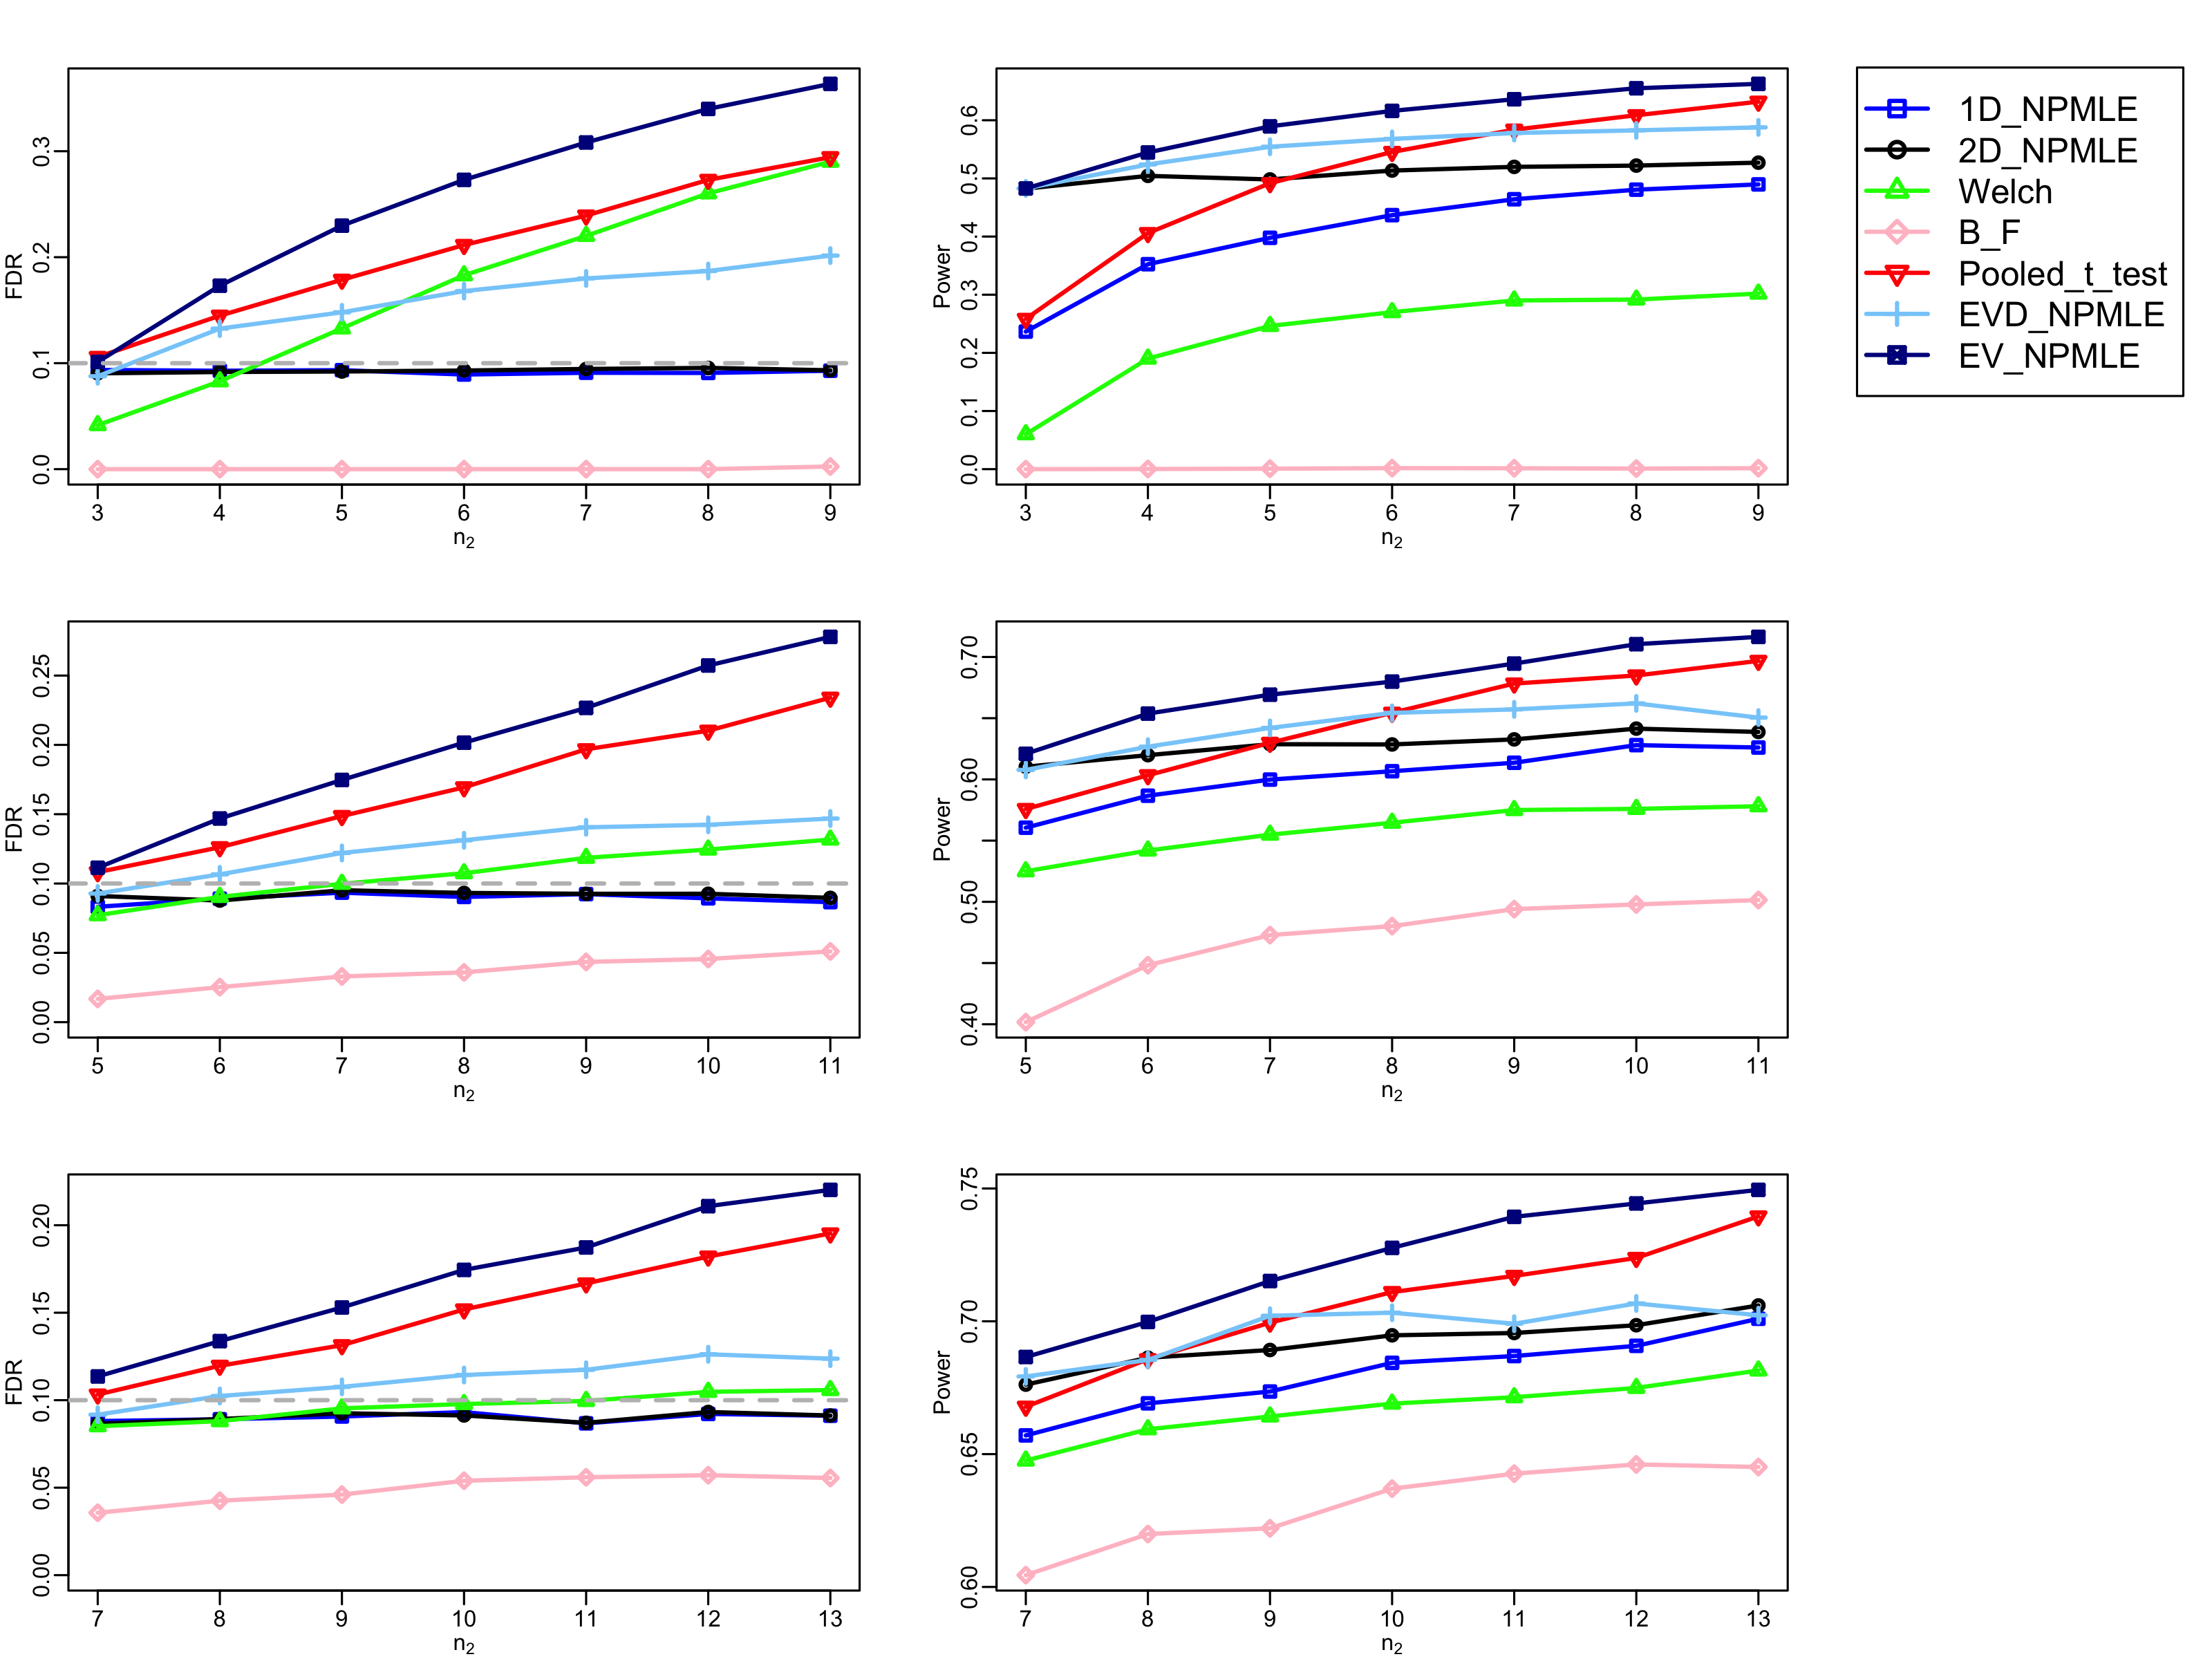 FDR
0.0 0.1 0.2 0.3
3 4 5 6 7 8 9
n₂
Power
0.0 0.1 0.2 0.3 0.4 0.5 0.6
3 4 5 6 7 8 9
n₂
1D_NPMLE
2D_NPMLE
Welch
B_F
Pooled_t_test
EVD_NPMLE
EV_NPMLE
FDR
0.00 0.05 0.10 0.15 0.20 0.25
5 6 7 8 9 10 11
n₂
Power
0.40 0.50 0.60 0.70
5 6 7 8 9 10 11
n₂
FDR
0.00 0.05 0.10 0.15 0.20
7 8 9 10 11 12 13
n₂
Power
0.60 0.65 0.70 0.75
7 8 9 10 11 12 13
n₂